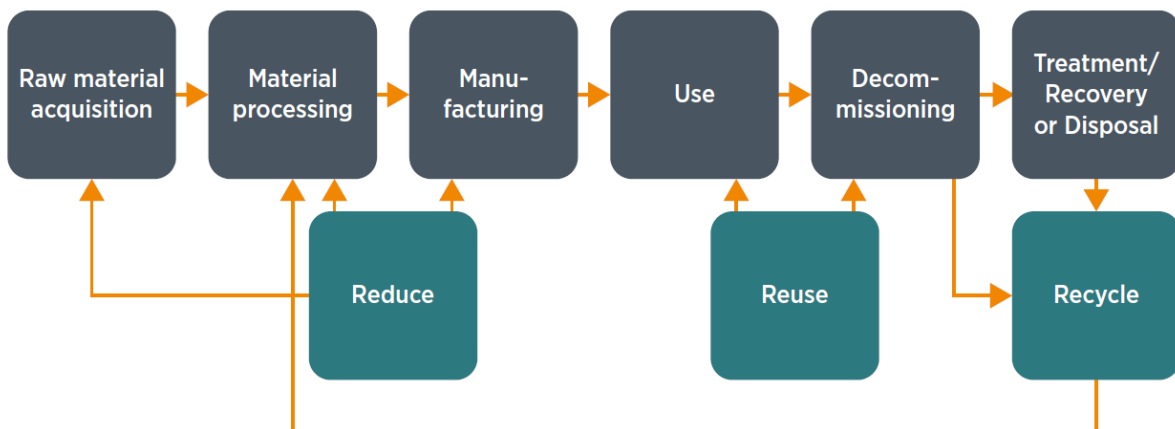 Raw material
acquisition
Material
processing
Manu-
facturing
Use
Decom-
missioning
Treatment/
Recovery
or Disposal
Reduce
Reuse
Recycle